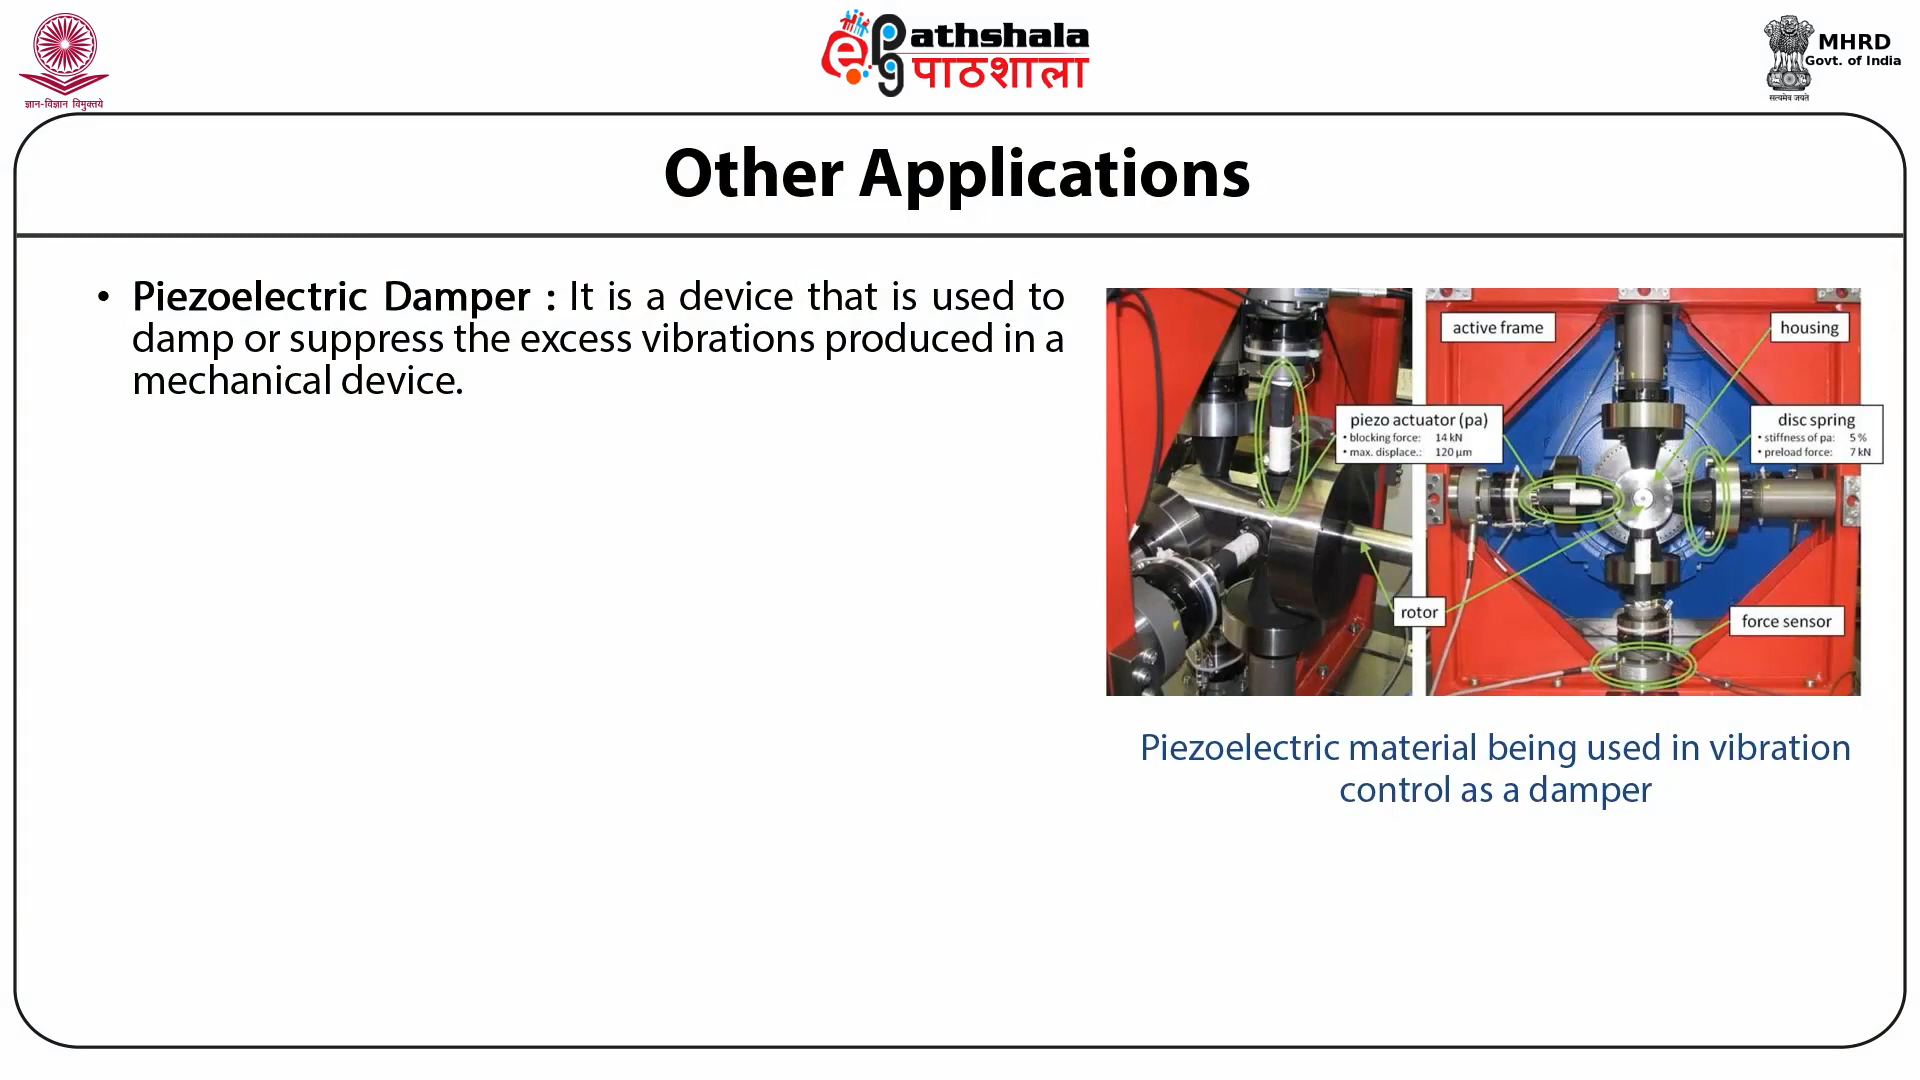 ज्ञान-विज्ञान विमुक्तये
ePathshala
पाठशाला
सत्यमेव जयते
MHRD
Govt. of India
Other Applications
• Piezoelectric Damper : It is a device that is used to
damp or suppress the excess vibrations produced in a
mechanical device.
active frame
housing
piezo actuator (pa)
• blocking force: 14 kN
• max. displace.: 120 µm
disc spring
• stiffness of pa: 5 %
• preload force: 7 kN
rotor
force sensor
Piezoelectric material being used in vibration
control as a damper